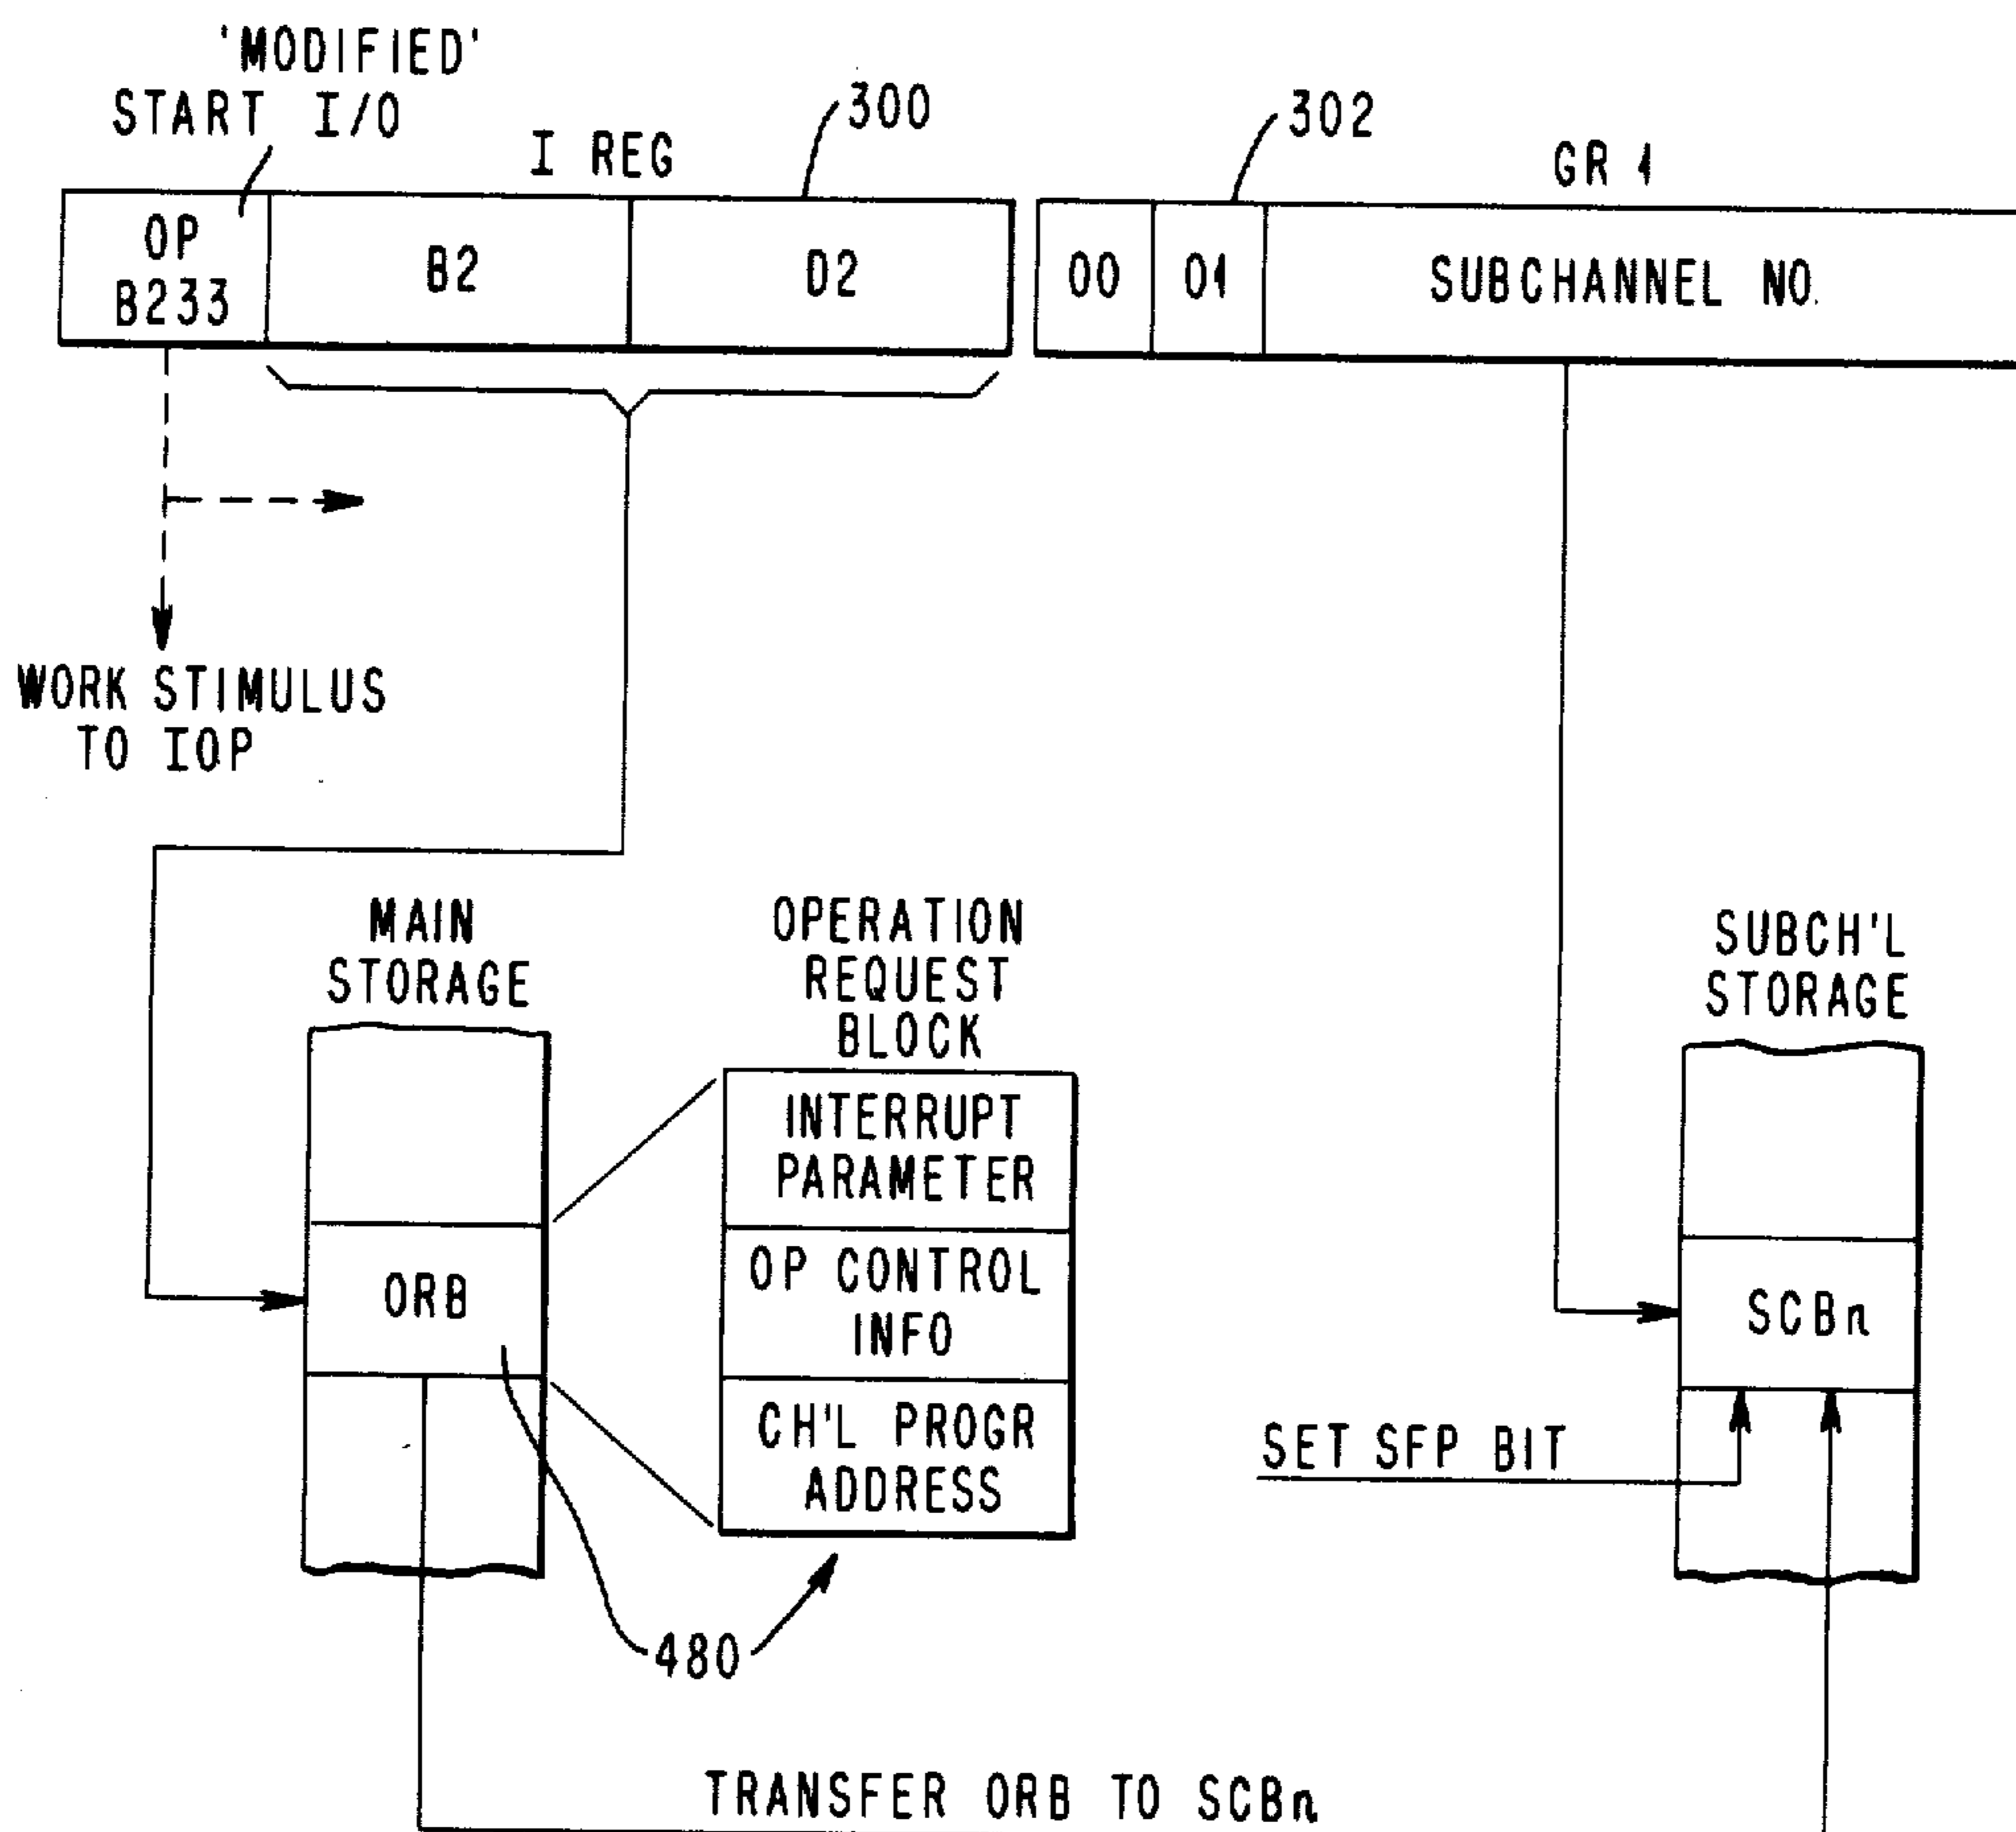 'MODIFIED'
START I/O
I REG
300
302
GR 1
OP
B233
B2
D2
00
01
SUBCHANNEL NO.
WORK STIMULUS
TO IOP
MAIN
STORAGE
OPERATION
REQUEST
BLOCK
SUBCH'L
STORAGE
INTERRUPT
PARAMETER
ORB
OP CONTROL
INFO
SCBn
CH'L PROGR
ADDRESS
SET SFP BIT
480
TRANSFER ORB TO SCBn